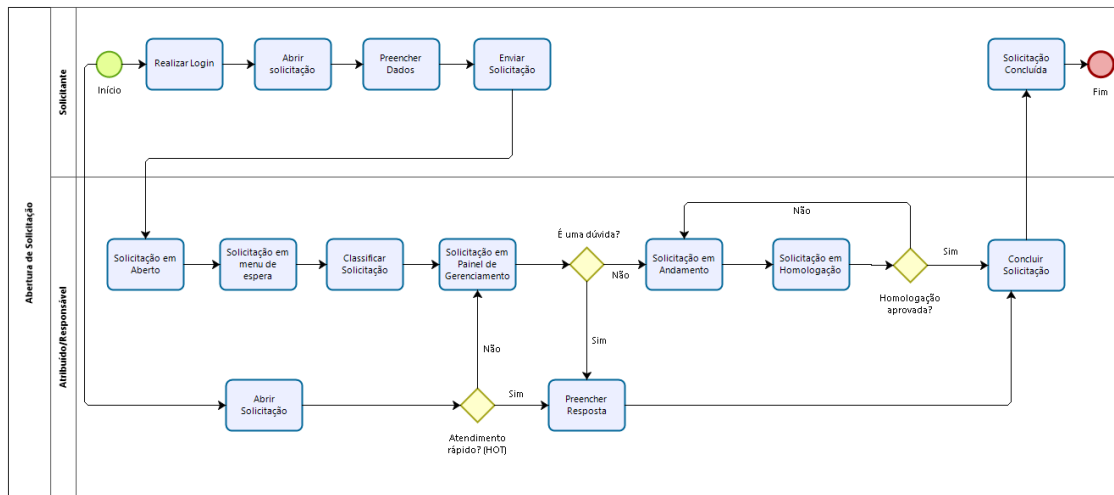 Abertura de Solicitação
Solicitante
Início
Realizar Login
Abrir
solicitação
Preencher
Dados
Enviar
Solicitação
Solicitação
Concluída
Fim
Atribuído/Responsável
Solicitação em
Aberto
Solicitação em
menu de
espera
Classificar
Solicitação
Solicitação em
Painel de
Gerenciamento
É uma dúvida?
Não
Sim
Solicitação em
Andamento
Solicitação em
Homologação
Não
Sim
Homologação
aprovada?
Concluir
Solicitação
Abrir
Solicitação
Não
Sim
Atendimento
rápido? (HOT)
Preencher
Resposta